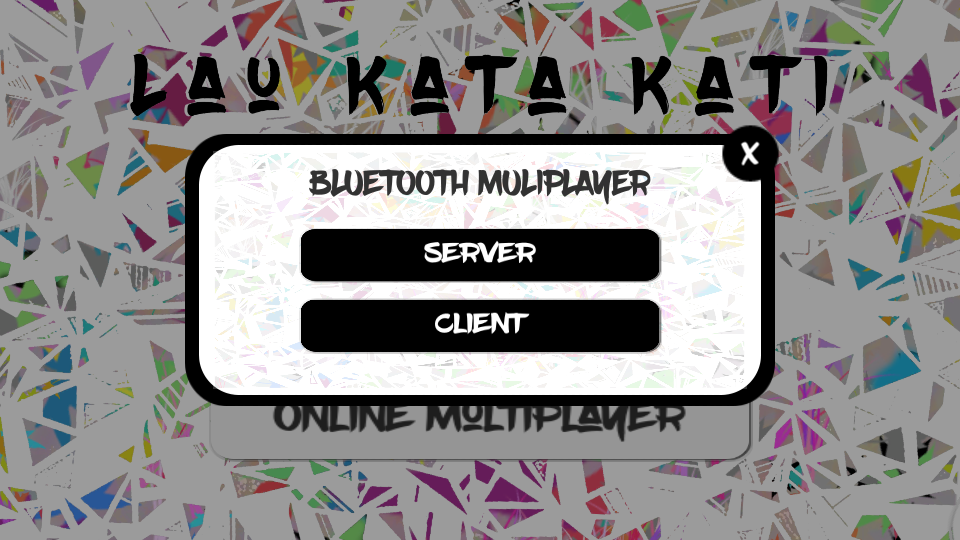 LAU KATA KATI
X
BLUETOOTH MULIPLAYER
SERVER
CLIENT
ONLINE MULTIPLAYER